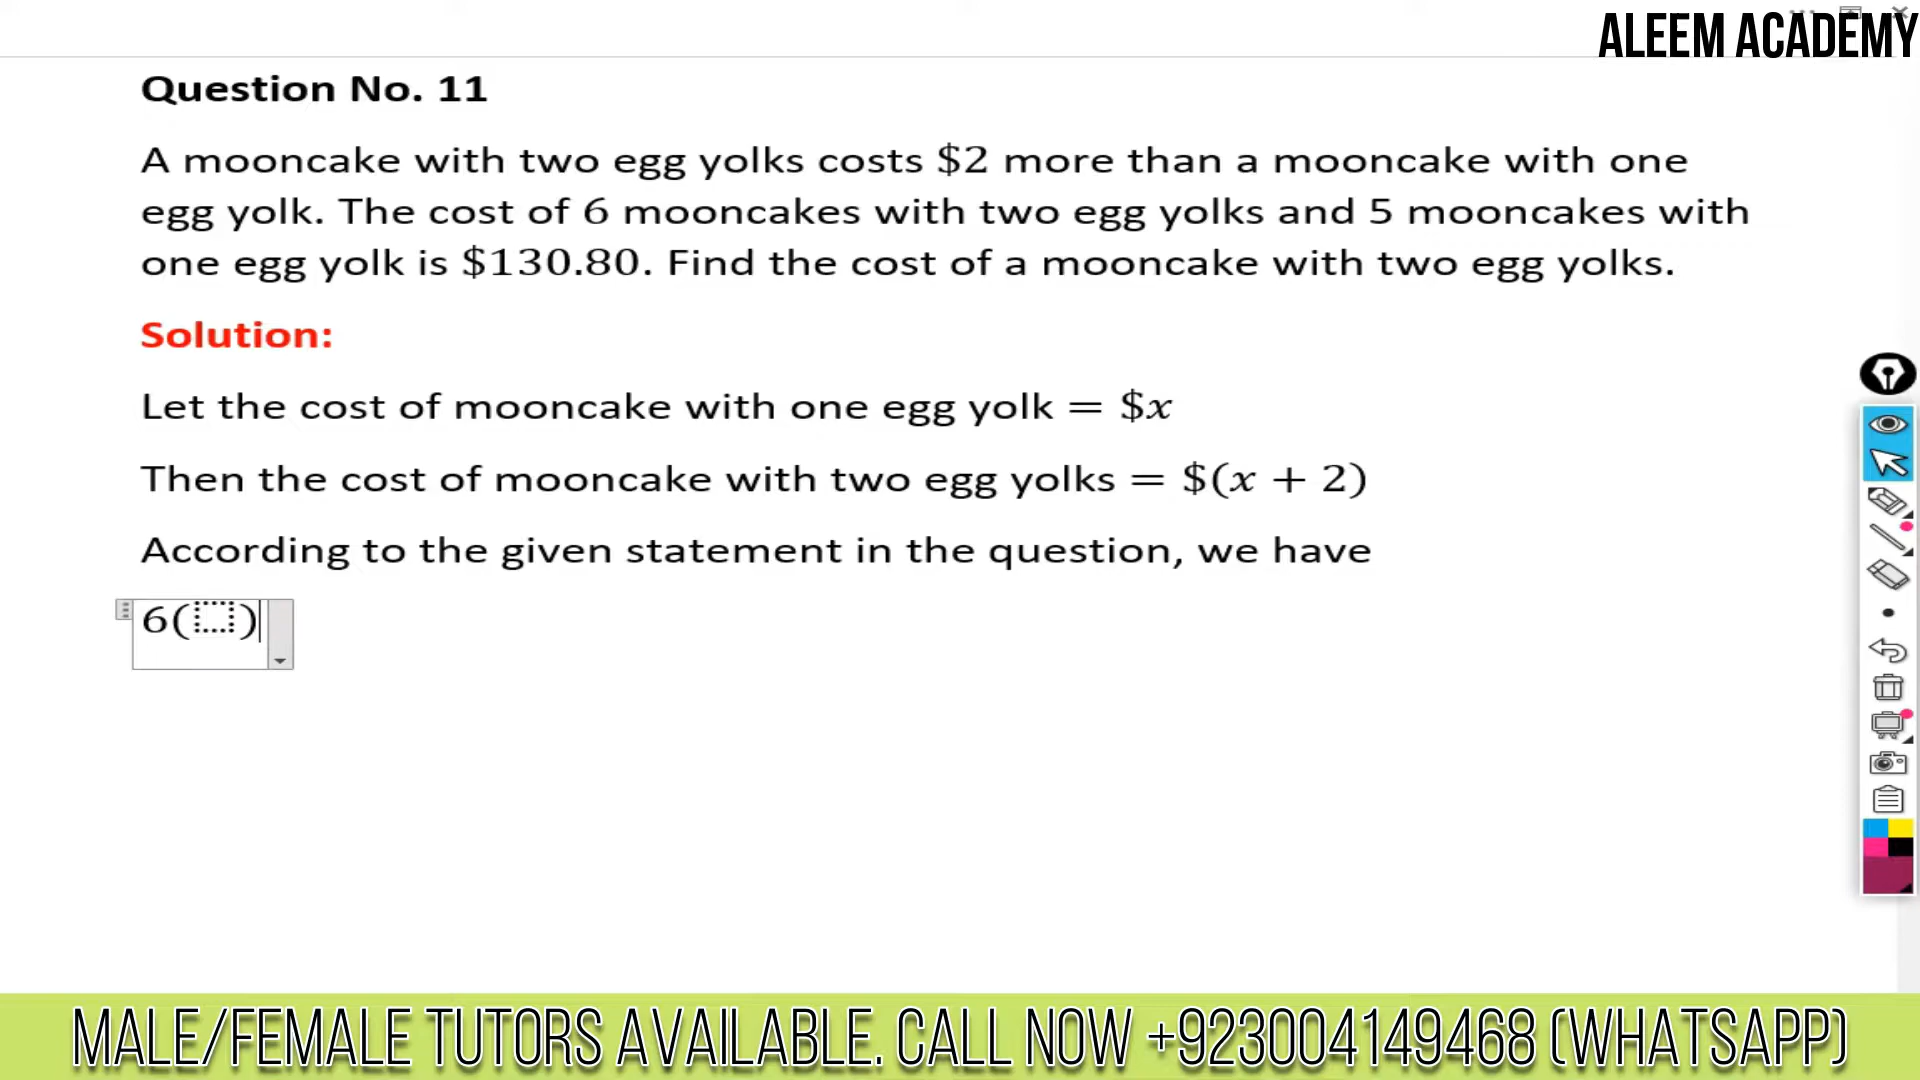 ALEEM ACADEMY
Question No. 11
A mooncake with two egg yolks costs $2 more than a mooncake with one
egg yolk. The cost of 6 mooncakes with two egg yolks and 5 mooncakes with
one egg yolk is $130.80. Find the cost of a mooncake with two egg yolks.
Solution:
Let the cost of mooncake with one egg yolk = $x
Then the cost of mooncake with two egg yolks = $(x + 2)
According to the given statement in the question, we have
6(⬚)
MALE/FEMALE TUTORS AVAILABLE. CALL NOW +923004149468 (WHATSAPP)